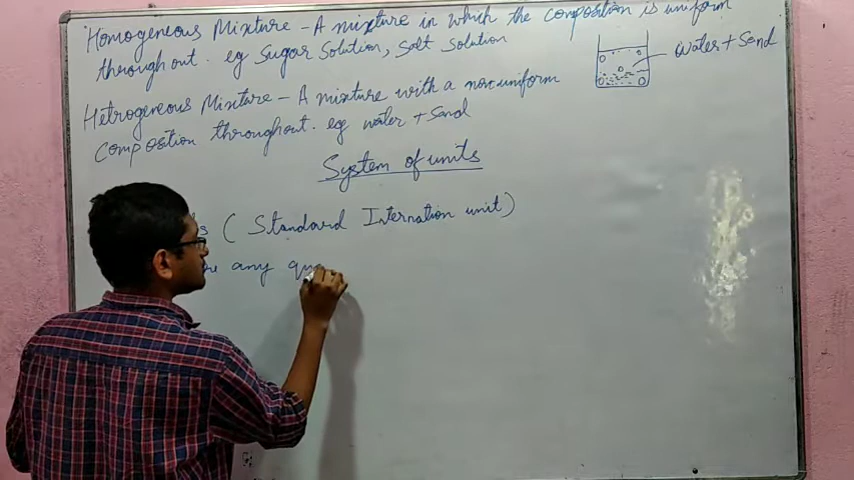 Homogeneous Mixture - A mixture in which the composition is uniform
throughout. eg Sugar Solution, Salt Solution
water + Sand
Hetrogeneous Mixture - A mixture with a non uniform
composition throughout. eg water + Sand
System of units
(Standard Internation unit)
any